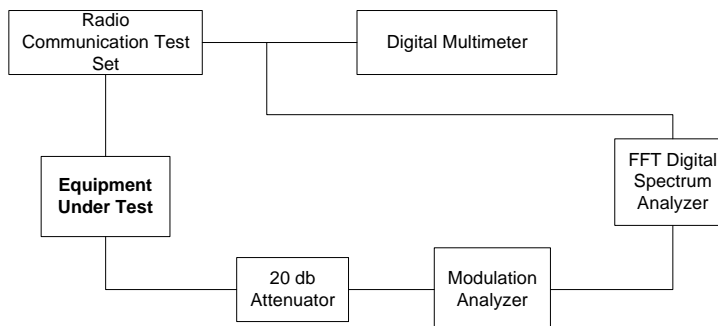 Radio
Communication Test
Set
Digital Multimeter
Equipment
Under Test
FFT Digital
Spectrum
Analyzer
20 db
Attenuator
Modulation
Analyzer